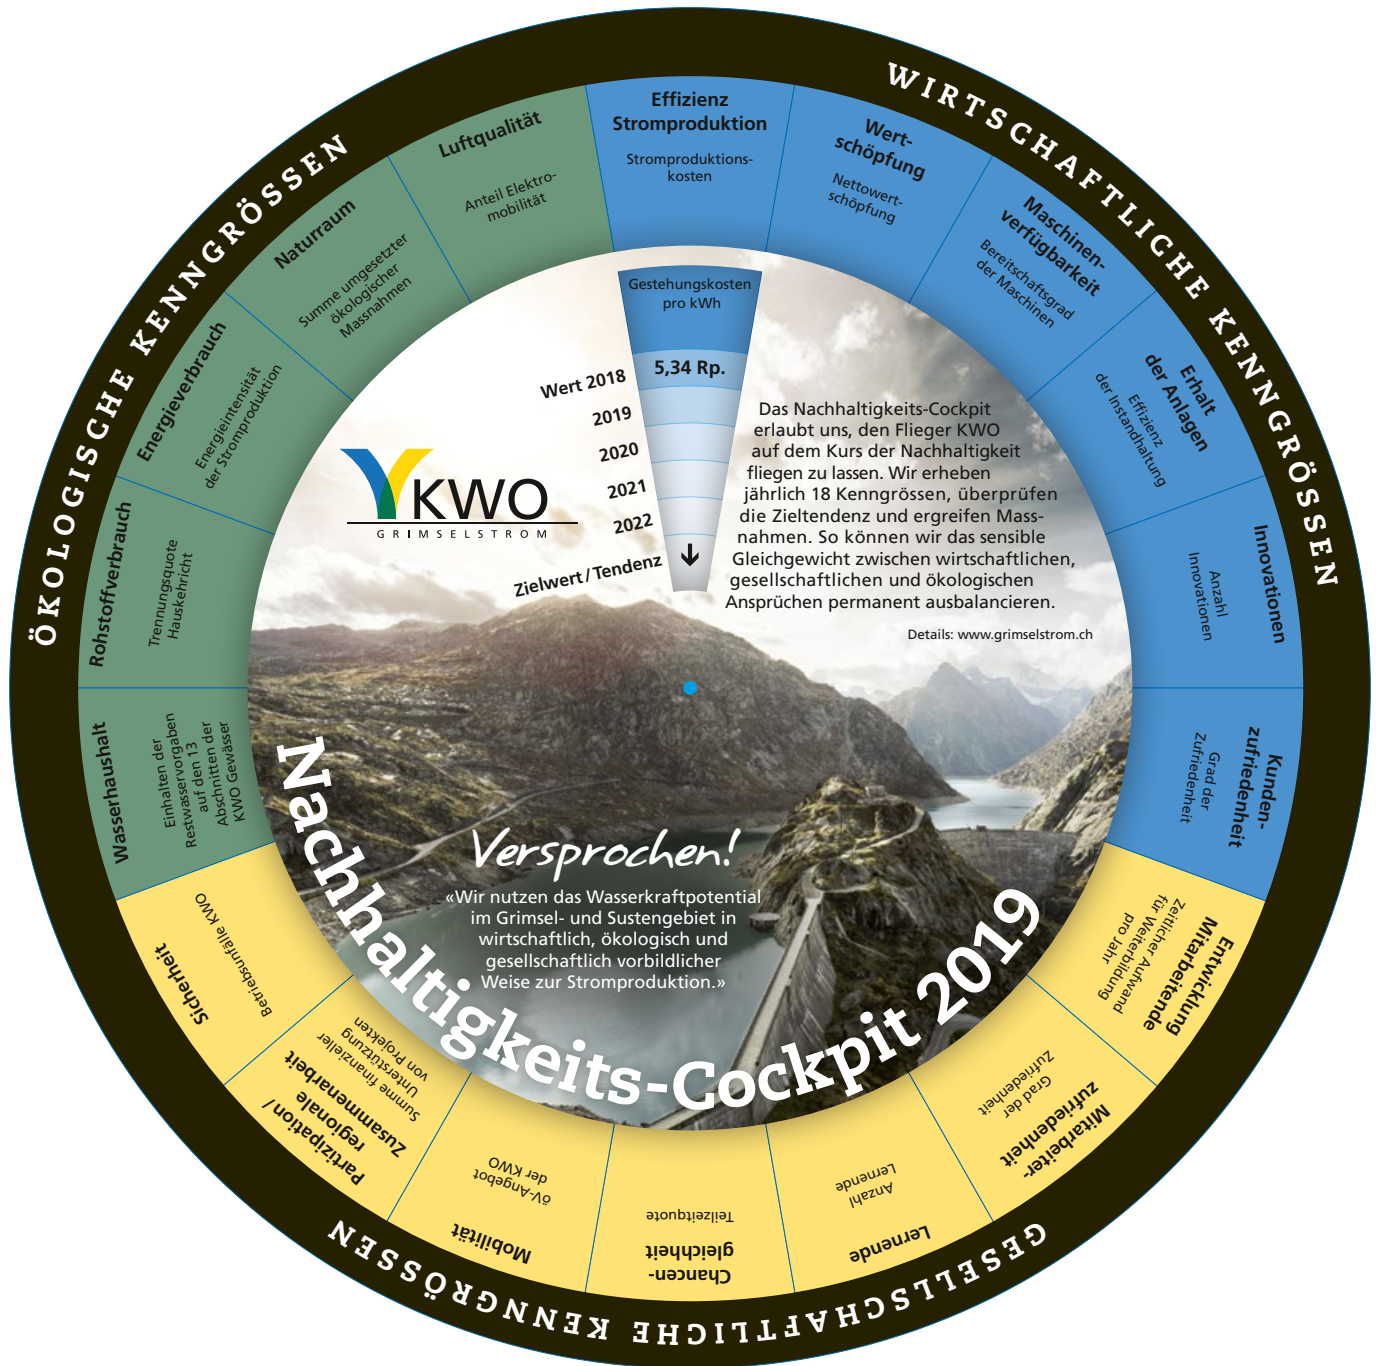 WIRTSCHAFTLICHE KENNGRÖSSEN
Effizienz
Stromproduktion
Stromproduktions-
kosten
Wert-
schöpfung
Nettowert-
schöpfung
Maschinen-
verfügbarkeit
Bereitschaftsgrad
der Maschinen
Erhalt
der Anlagen
Effizienz
der Instandhaltung
Innovationen
Anzahl
Innovationen
Kunden-
zufriedenheit
Grad der
Zufriedenheit
GESELLSCHAFTLICHE KENNGRÖSSEN
Entwicklung
Mitarbeitende
Zeitlicher Aufwand
für Weiterbildung
pro Jahr
Mitarbeiter-
zufriedenheit
Grad der
Zufriedenheit
Lernende
Anzahl
Lernende
Chancen-
gleichheit
Teilzeitquote
Mobilität
öV-Angebot
der KWO
Partizipation/
regionale
Zusammenarbeit
Summe finanzieller
Unterstützung
von Projekten
Sicherheit
Betriebsunfälle KWO
ÖKOLOGISCHE KENNGRÖSSEN
Wasserhaushalt
Einhalten der
Restwasservorgaben
auf den 13
Abschnitten der
KWO Gewässer
Rohstoffverbrauch
Trennungsquote
Hauskehricht
Energieverbrauch
Energieintensität
der Stromproduktion
Naturraum
Summe umgesetzter
ökologischer
Massnahmen
Luftqualität
Anteil Elektro-
mobilität
Gestehungskosten
pro kWh
Wert 2018
5,34 Rp.
2019
2020
2021
2022
Zielwert/Tendenz
KWO
GRIMSELSTROM
Das Nachhaltigkeits-Cockpit
erlaubt uns, den Flieger KWO
auf dem Kurs der Nachhaltigkeit
fliegen zu lassen. Wir erheben
jährlich 18 Kenngrössen, überprüfen
die Zieltendenz und ergreifen Mass-
nahmen. So können wir das sensible
Gleichgewicht zwischen wirtschaftlichen,
gesellschaftlichen und ökologischen
Ansprüchen permanent ausbalancieren.
Details: www.grimselstrom.ch
Versprochen!
«Wir nutzen das Wasserkraftpotential
im Grimsel- und Sustengebiet in
wirtschaftlich, ökologisch und
gesellschaftlich vorbildlicher
Weise zur Stromproduktion.»
Nachhaltigkeits-Cockpit 2019